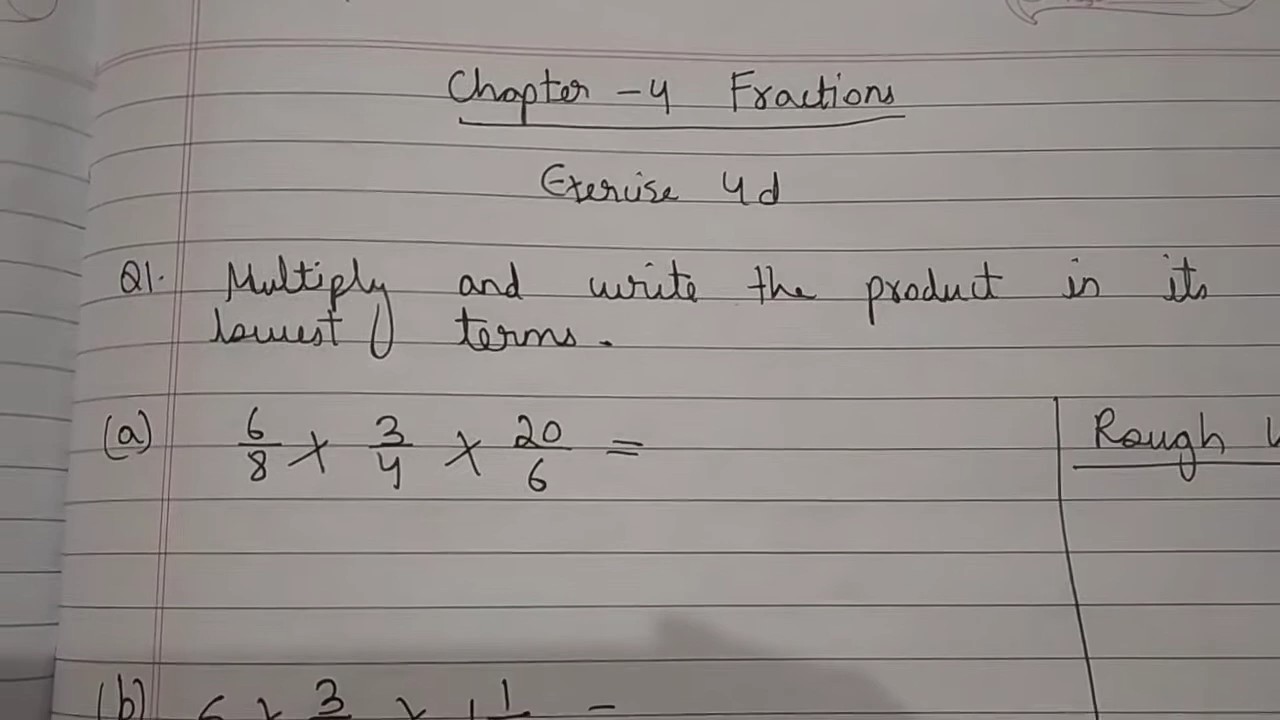 Chapter - 4 Fractions
Exercise 4d
Q1. Multiply and write the product in its
lowest terms.
(a) 6/8 × 3/4 × 20/6 =
Rough
(b)